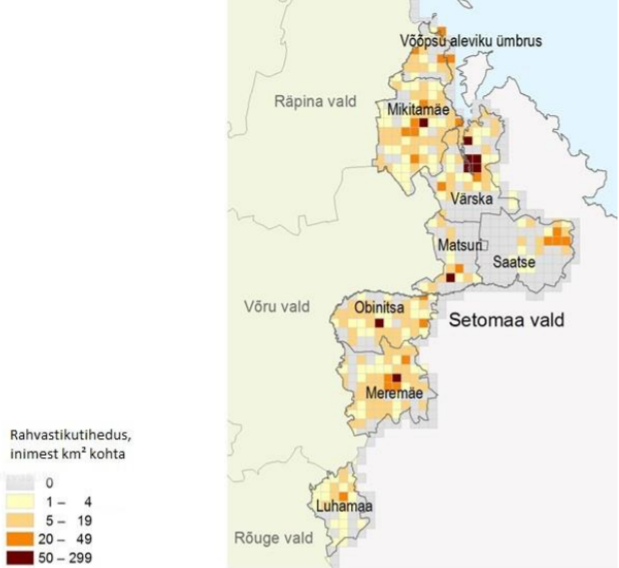 Võõpsu aleviku ümbrus
Räpina vald
Mikitamäe
Värska
Matsuri
Saatse
Võru vald
Obinitsa
Setomaa vald
Meremäe
Luhamaa
Rõuge vald
Rahvastikutihedus,
inimest km² kohta
0
1 – 4
5 – 19
20 – 49
50 – 299